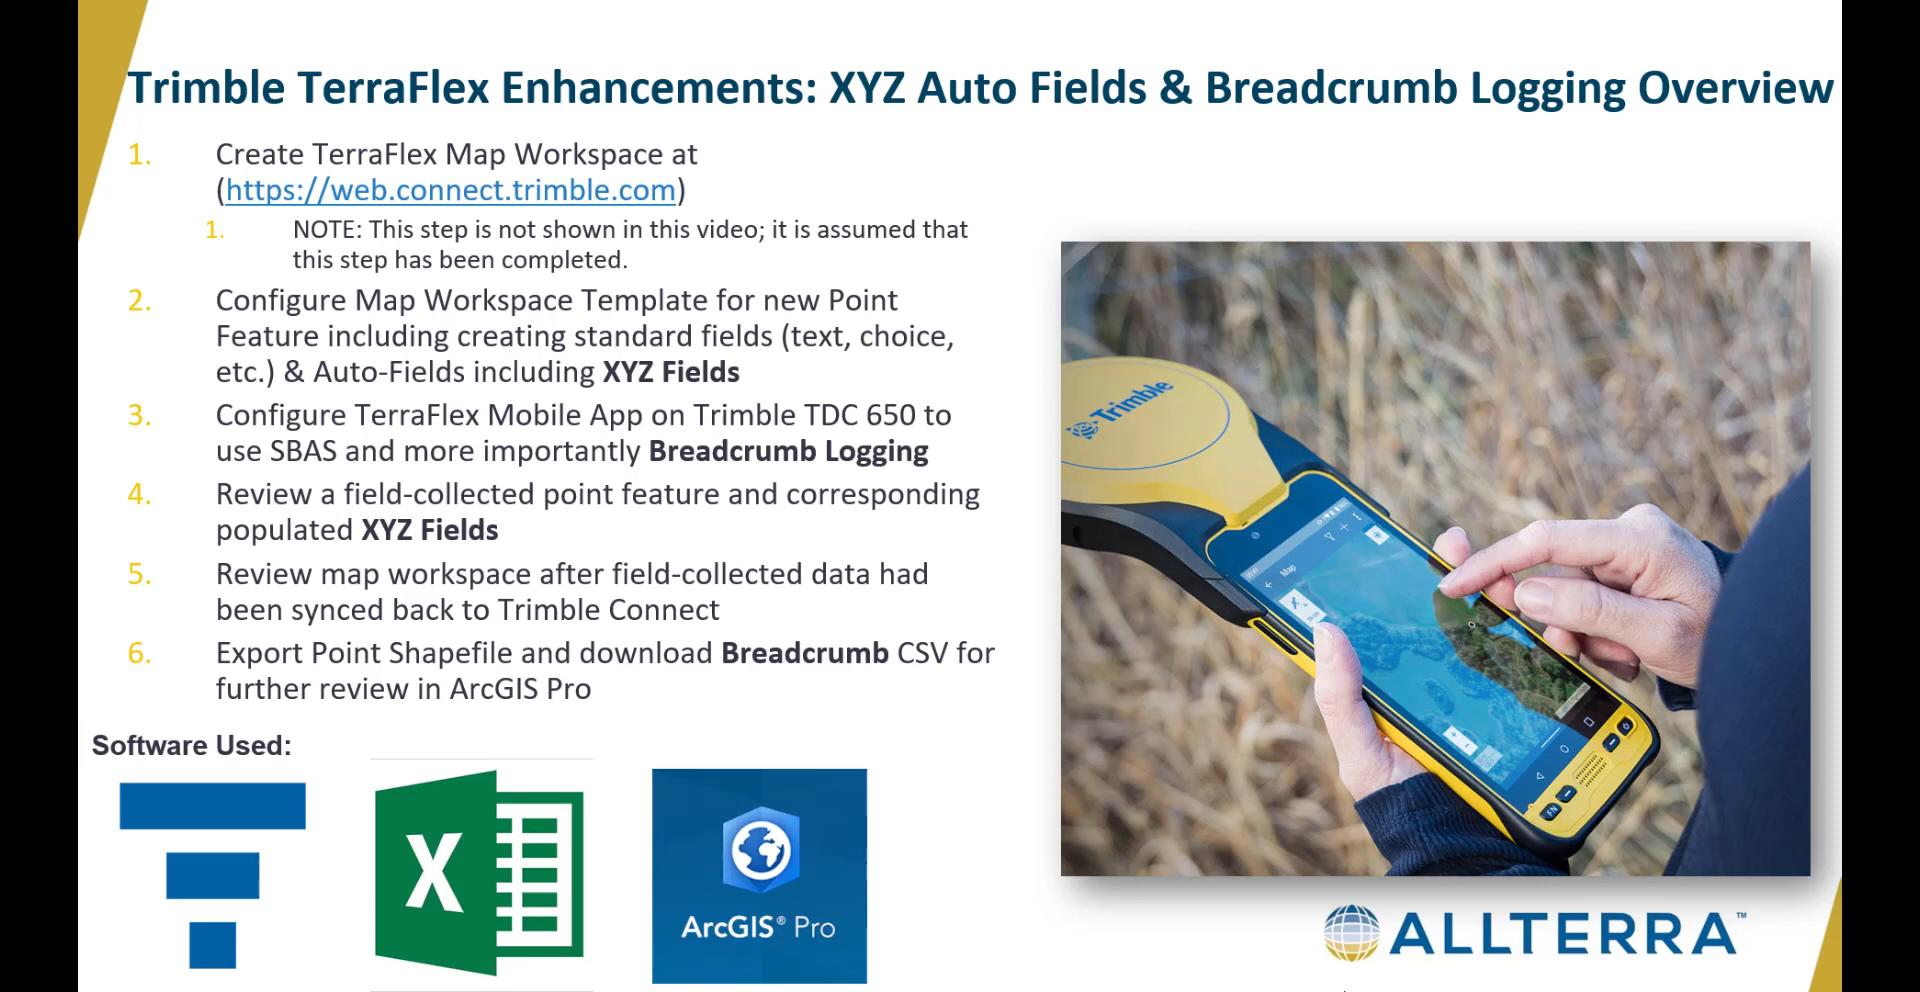 Trimble TerraFlex Enhancements: XYZ Auto Fields & Breadcrumb Logging Overview
1. Create TerraFlex Map Workspace at
(https://web.connect.trimble.com)
1. NOTE: This step is not shown in this video; it is assumed that
this step has been completed.
2. Configure Map Workspace Template for new Point
Feature including creating standard fields (text, choice,
etc.) & Auto-Fields including XYZ Fields
3. Configure TerraFlex Mobile App on Trimble TDC 650 to
use SBAS and more importantly Breadcrumb Logging
4. Review a field-collected point feature and corresponding
populated XYZ Fields
5. Review map workspace after field-collected data had
been synced back to Trimble Connect
6. Export Point Shapefile and download Breadcrumb CSV for
further review in ArcGIS Pro
Software Used:
X
ArcGIS® Pro
Trimble
Map
FN
ALLTERRA™